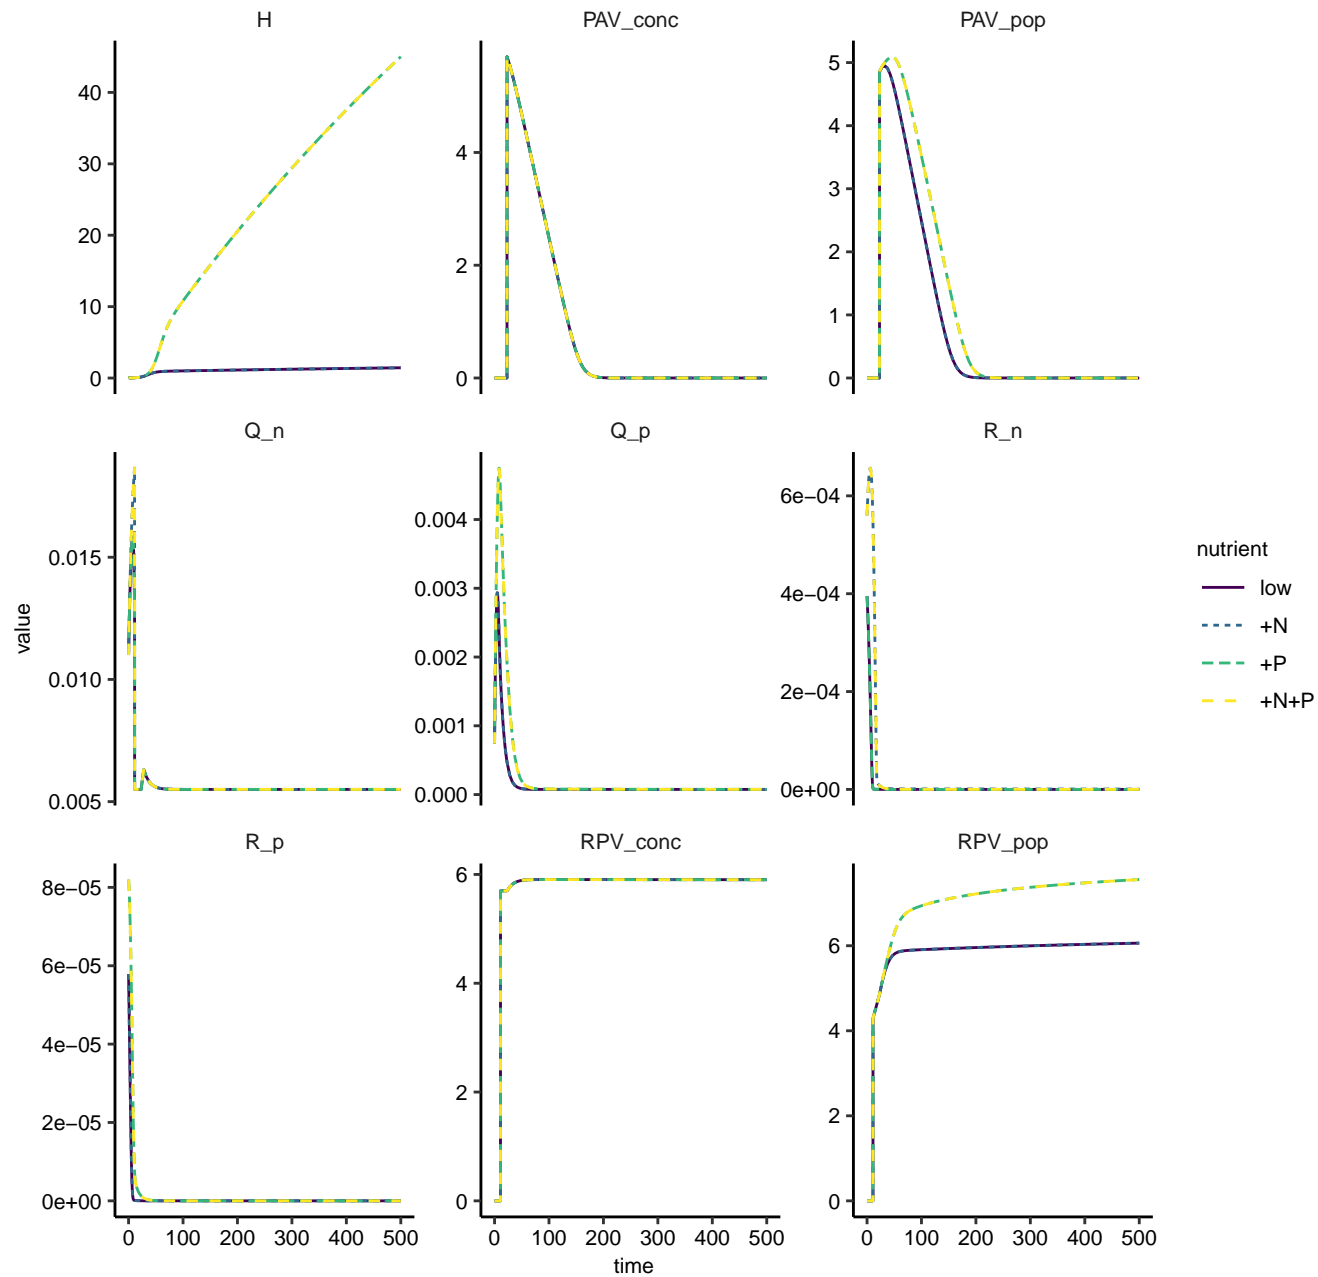 H
PAV_conc
PAV_pop
40
30
20
10
0
4
2
0
5
4
3
2
1
0
Q_n
Q_p
R_n
0.015
0.010
0.005
0.004
0.003
0.002
0.001
0.000
6e−04
4e−04
2e−04
0e+00
value
nutrient
low
+N
+P
+N+P
R_p
RPV_conc
RPV_pop
8e−05
6e−05
4e−05
2e−05
0e+00
6
4
2
0
6
4
2
0
0 100 200 300 400 500
0 100 200 300 400 500
0 100 200 300 400 500
time